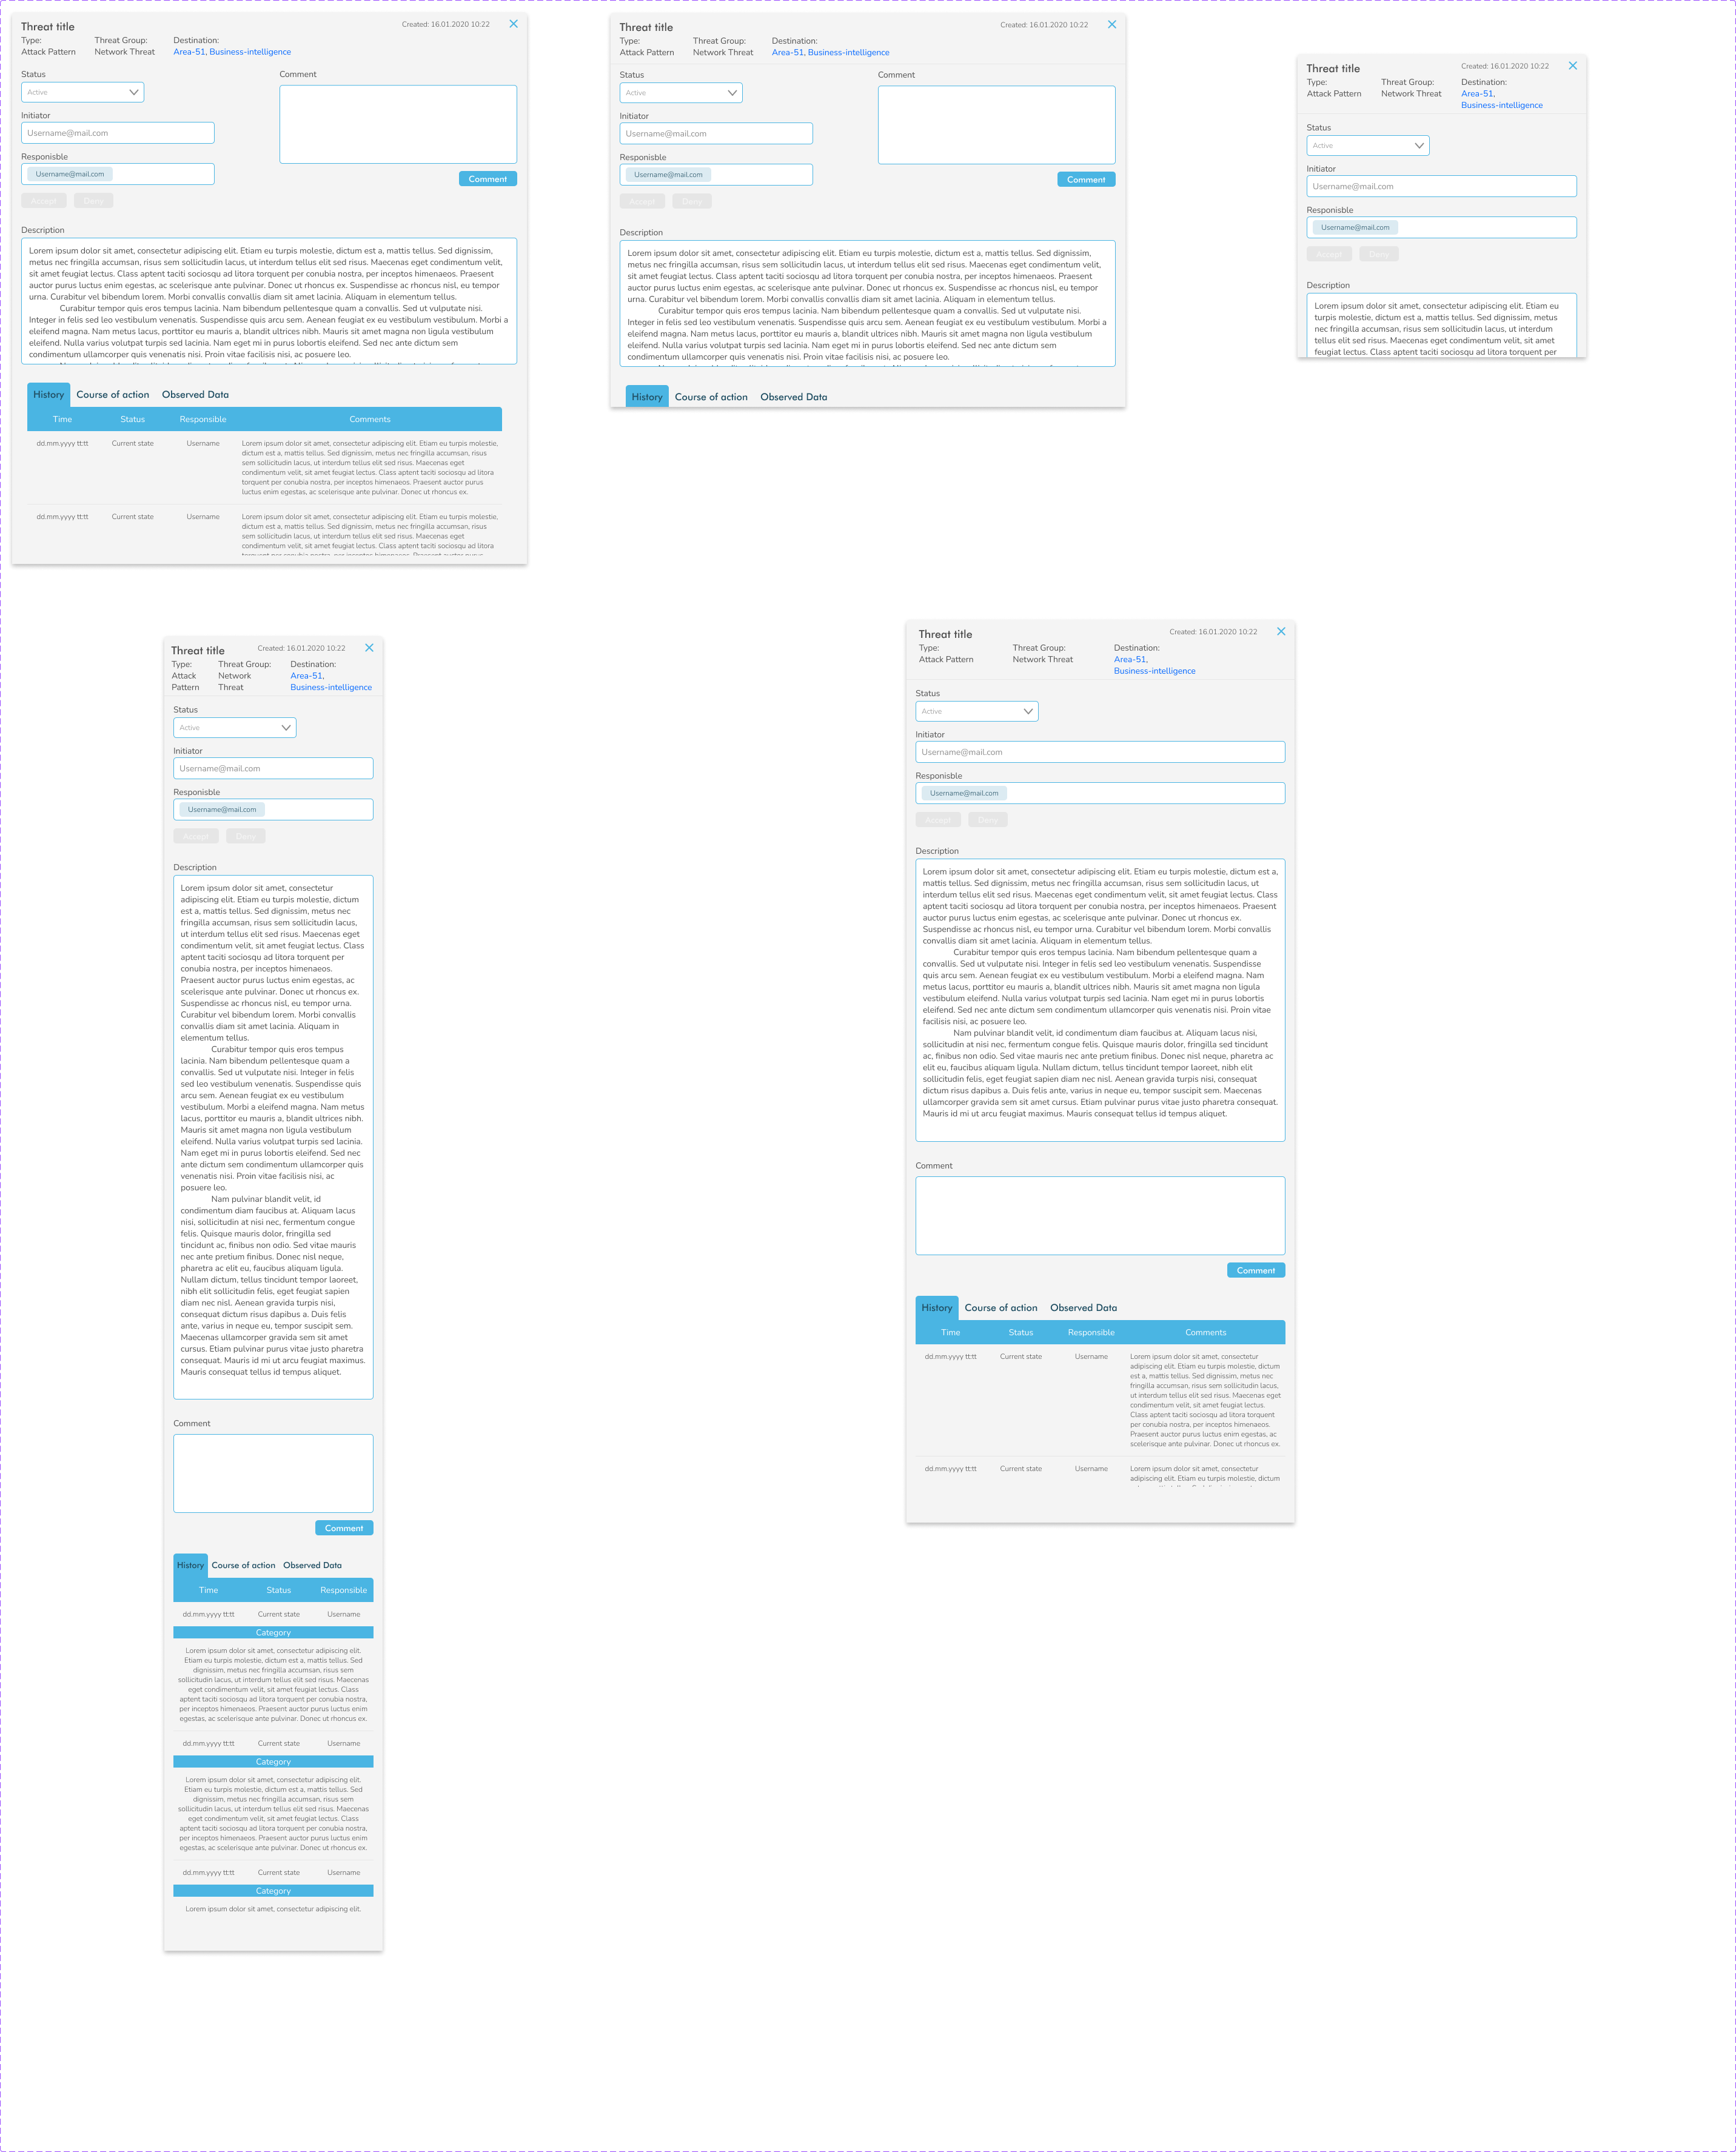 Threat title
Created: 16.01.2020 10:22
Type:
Threat Group:
Destination:
Attack Pattern
Network Threat
Area-51, Business-intelligence
Status
Active
Initiator
Username@mail.com
Responisble
Username@mail.com
Accept
Deny
Comment
Comment
Description
Lorem ipsum dolor sit amet, consectetur adipiscing elit. Etiam eu turpis molestie, dictum est a, mattis tellus. Sed dignissim,
metus nec fringilla accumsan, risus sem sollicitudin lacus, ut interdum tellus elit sed risus. Maecenas eget condimentum velit,
sit amet feugiat lectus. Class aptent taciti sociosqu ad litora torquent per conubia nostra, per inceptos himenaeos. Praesent
auctor purus luctus enim egestas, ac scelerisque ante pulvinar. Donec ut rhoncus ex. Suspendisse ac rhoncus nisl, eu tempor
urna. Curabitur vel bibendum lorem. Morbi convallis convallis diam sit amet lacinia. Aliquam in elementum tellus.
Curabitur tempor quis eros tempus lacinia. Nam bibendum pellentesque quam a convallis. Sed ut vulputate nisi.
Integer in felis sed leo vestibulum venenatis. Suspendisse quis arcu sem. Aenean feugiat ex eu vestibulum vestibulum. Morbi a
eleifend magna. Nam metus lacus, porttitor eu mauris a, blandit ultrices nibh. Mauris sit amet magna non ligula vestibulum
eleifend. Nulla varius volutpat turpis sed lacinia. Nam eget mi in purus lobortis eleifend. Sed nec ante dictum sem
condimentum ullamcorper quis venenatis nisi. Proin vitae facilisis nisi, ac posuere leo.
History
Course of action
Observed Data
Time
Status
Responsible
Comments
dd.mm.yyyy tt:tt
Current state
Username
Lorem ipsum dolor sit amet, consectetur adipiscing elit. Etiam eu turpis molestie,
dictum est a, mattis tellus. Sed dignissim, metus nec fringilla accumsan, risus
sem sollicitudin lacus, ut interdum tellus elit sed risus. Maecenas eget
condimentum velit, sit amet feugiat lectus. Class aptent taciti sociosqu ad litora
torquent per conubia nostra, per inceptos himenaeos. Praesent auctor purus
luctus enim egestas, ac scelerisque ante pulvinar. Donec ut rhoncus ex.
dd.mm.yyyy tt:tt
Current state
Username
Lorem ipsum dolor sit amet, consectetur adipiscing elit. Etiam eu turpis molestie,
dictum est a, mattis tellus. Sed dignissim, metus nec fringilla accumsan, risus
sem sollicitudin lacus, ut interdum tellus elit sed risus. Maecenas eget
condimentum velit, sit amet feugiat lectus. Class aptent taciti sociosqu ad litora
Threat title
Created: 16.01.2020 10:22
Type:
Threat Group:
Destination:
Attack Pattern
Network Threat
Area-51, Business-intelligence
Status
Active
Initiator
Username@mail.com
Responisble
Username@mail.com
Accept
Deny
Comment
Comment
Description
Lorem ipsum dolor sit amet, consectetur adipiscing elit. Etiam eu turpis molestie, dictum est a, mattis tellus. Sed dignissim,
metus nec fringilla accumsan, risus sem sollicitudin lacus, ut interdum tellus elit sed risus. Maecenas eget condimentum velit,
sit amet feugiat lectus. Class aptent taciti sociosqu ad litora torquent per conubia nostra, per inceptos himenaeos. Praesent
auctor purus luctus enim egestas, ac scelerisque ante pulvinar. Donec ut rhoncus ex. Suspendisse ac rhoncus nisl, eu tempor
urna. Curabitur vel bibendum lorem. Morbi convallis convallis diam sit amet lacinia. Aliquam in elementum tellus.
Curabitur tempor quis eros tempus lacinia. Nam bibendum pellentesque quam a convallis. Sed ut vulputate nisi.
Integer in felis sed leo vestibulum venenatis. Suspendisse quis arcu sem. Aenean feugiat ex eu vestibulum vestibulum. Morbi a
eleifend magna. Nam metus lacus, porttitor eu mauris a, blandit ultrices nibh. Mauris sit amet magna non ligula vestibulum
eleifend. Nulla varius volutpat turpis sed lacinia. Nam eget mi in purus lobortis eleifend. Sed nec ante dictum sem
condimentum ullamcorper quis venenatis nisi. Proin vitae facilisis nisi, ac posuere leo.
History
Course of action
Observed Data
Threat title
Created: 16.01.2020 10:22
Type:
Threat Group:
Destination:
Attack Pattern
Network Threat
Area-51,
Business-intelligence
Status
Active
Initiator
Username@mail.com
Responisble
Username@mail.com
Accept
Deny
Description
Lorem ipsum dolor sit amet, consectetur adipiscing elit. Etiam eu
turpis molestie, dictum est a, mattis tellus. Sed dignissim, metus
nec fringilla accumsan, risus sem sollicitudin lacus, ut interdum
tellus elit sed risus. Maecenas eget condimentum velit, sit amet
feugiat lectus. Class aptent taciti sociosqu ad litora torquent per
Threat title
Created: 16.01.2020 10:22
Type:
Threat Group:
Destination:
Attack
Network
Area-51,
Pattern
Threat
Business-intelligence
Status
Active
Initiator
Username@mail.com
Responisble
Username@mail.com
Accept
Deny
Description
Lorem ipsum dolor sit amet, consectetur
adipiscing elit. Etiam eu turpis molestie, dictum
est a, mattis tellus. Sed dignissim, metus nec
fringilla accumsan, risus sem sollicitudin lacus,
ut interdum tellus elit sed risus. Maecenas eget
condimentum velit, sit amet feugiat lectus. Class
aptent taciti sociosqu ad litora torquent per
conubia nostra, per inceptos himenaeos.
Praesent auctor purus luctus enim egestas, ac
scelerisque ante pulvinar. Donec ut rhoncus ex.
Suspendisse ac rhoncus nisl, eu tempor urna.
Curabitur vel bibendum lorem. Morbi convallis
convallis diam sit amet lacinia. Aliquam in
elementum tellus.
Curabitur tempor quis eros tempus
lacinia. Nam bibendum pellentesque quam a
convallis. Sed ut vulputate nisi. Integer in felis
sed leo vestibulum venenatis. Suspendisse quis
arcu sem. Aenean feugiat ex eu vestibulum
vestibulum. Morbi a eleifend magna. Nam metus
lacus, porttitor eu mauris a, blandit ultrices nibh.
Mauris sit amet magna non ligula vestibulum
eleifend. Nulla varius volutpat turpis sed lacinia.
Nam eget mi in purus lobortis eleifend. Sed nec
ante dictum sem condimentum ullamcorper quis
venenatis nisi. Proin vitae facilisis nisi, ac
posuere leo.
Nam pulvinar blandit velit, id
condimentum diam faucibus at. Aliquam lacus
nisi, sollicitudin at nisi nec, fermentum congue
felis. Quisque mauris dolor, fringilla sed
tincidunt ac, finibus non odio. Sed vitae mauris
nec ante pretium finibus. Donec nisl neque,
pharetra ac elit eu, faucibus aliquam ligula.
Nullam dictum, tellus tincidunt tempor laoreet,
nibh elit sollicitudin felis, eget feugiat sapien
diam nec nisl. Aenean gravida turpis nisi,
consequat dictum risus dapibus a. Duis felis
ante, varius in neque eu, tempor suscipit sem.
Maecenas ullamcorper gravida sem sit amet
cursus. Etiam pulvinar purus vitae justo pharetra
consequat. Mauris id mi ut arcu feugiat maximus.
Mauris consequat tellus id tempus aliquet.
Comment
Comment
History
Course of action
Observed Data
Time
Status
Responsible
dd.mm.yyyy tt:tt
Current state
Username
Category
Lorem ipsum dolor sit amet, consectetur adipiscing elit.
Etiam eu turpis molestie, dictum est a, mattis tellus. Sed
dignissim, metus nec fringilla accumsan, risus sem
sollicitudin lacus, ut interdum tellus elit sed risus. Maecenas
eget condimentum velit, sit amet feugiat lectus. Class
aptent taciti sociosqu ad litora torquent per conubia nostra,
per inceptos himenaeos. Praesent auctor purus luctus enim
egestas, ac scelerisque ante pulvinar. Donec ut rhoncus ex.
dd.mm.yyyy tt:tt
Current state
Username
Category
Lorem ipsum dolor sit amet, consectetur adipiscing elit.
Etiam eu turpis molestie, dictum est a, mattis tellus. Sed
dignissim, metus nec fringilla accumsan, risus sem
sollicitudin lacus, ut interdum tellus elit sed risus. Maecenas
eget condimentum velit, sit amet feugiat lectus. Class
aptent taciti sociosqu ad litora torquent per conubia nostra,
per inceptos himenaeos. Praesent auctor purus luctus enim
egestas, ac scelerisque ante pulvinar. Donec ut rhoncus ex.
dd.mm.yyyy tt:tt
Current state
Username
Category
Lorem ipsum dolor sit amet, consectetur adipiscing elit.
Threat title
Created: 16.01.2020 10:22
Type:
Threat Group:
Destination:
Attack Pattern
Network Threat
Area-51,
Business-intelligence
Status
Active
Initiator
Username@mail.com
Responisble
Username@mail.com
Accept
Deny
Description
Lorem ipsum dolor sit amet, consectetur adipiscing elit. Etiam eu turpis molestie, dictum est a,
mattis tellus. Sed dignissim, metus nec fringilla accumsan, risus sem sollicitudin lacus, ut
interdum tellus elit sed risus. Maecenas eget condimentum velit, sit amet feugiat lectus. Class
aptent taciti sociosqu ad litora torquent per conubia nostra, per inceptos himenaeos. Praesent
auctor purus luctus enim egestas, ac scelerisque ante pulvinar. Donec ut rhoncus ex.
Suspendisse ac rhoncus nisl, eu tempor urna. Curabitur vel bibendum lorem. Morbi convallis
convallis diam sit amet lacinia. Aliquam in elementum tellus.
Curabitur tempor quis eros tempus lacinia. Nam bibendum pellentesque quam a
convallis. Sed ut vulputate nisi. Integer in felis sed leo vestibulum venenatis. Suspendisse
quis arcu sem. Aenean feugiat ex eu vestibulum vestibulum. Morbi a eleifend magna. Nam
metus lacus, porttitor eu mauris a, blandit ultrices nibh. Mauris sit amet magna non ligula
vestibulum eleifend. Nulla varius volutpat turpis sed lacinia. Nam eget mi in purus lobortis
eleifend. Sed nec ante dictum sem condimentum ullamcorper quis venenatis nisi. Proin vitae
facilisis nisi, ac posuere leo.
Nam pulvinar blandit velit, id condimentum diam faucibus at. Aliquam lacus nisi,
sollicitudin at nisi nec, fermentum congue felis. Quisque mauris dolor, fringilla sed tincidunt
ac, finibus non odio. Sed vitae mauris nec ante pretium finibus. Donec nisl neque, pharetra ac
elit eu, faucibus aliquam ligula. Nullam dictum, tellus tincidunt tempor laoreet, nibh elit
sollicitudin felis, eget feugiat sapien diam nec nisl. Aenean gravida turpis nisi, consequat
dictum risus dapibus a. Duis felis ante, varius in neque eu, tempor suscipit sem. Maecenas
ullamcorper gravida sem sit amet cursus. Etiam pulvinar purus vitae justo pharetra consequat.
Mauris id mi ut arcu feugiat maximus. Mauris consequat tellus id tempus aliquet.
Comment
Comment
History
Course of action
Observed Data
Time
Status
Responsible
Comments
dd.mm.yyyy tt:tt
Current state
Username
Lorem ipsum dolor sit amet, consectetur
adipiscing elit. Etiam eu turpis molestie, dictum
est a, mattis tellus. Sed dignissim, metus nec
fringilla accumsan, risus sem sollicitudin lacus,
ut interdum tellus elit sed risus. Maecenas eget
condimentum velit, sit amet feugiat lectus.
Class aptent taciti sociosqu ad litora torquent
per conubia nostra, per inceptos himenaeos.
Praesent auctor purus luctus enim egestas, ac
scelerisque ante pulvinar. Donec ut rhoncus ex.
dd.mm.yyyy tt:tt
Current state
Username
Lorem ipsum dolor sit amet, consectetur
adipiscing elit. Etiam eu turpis molestie, dictum